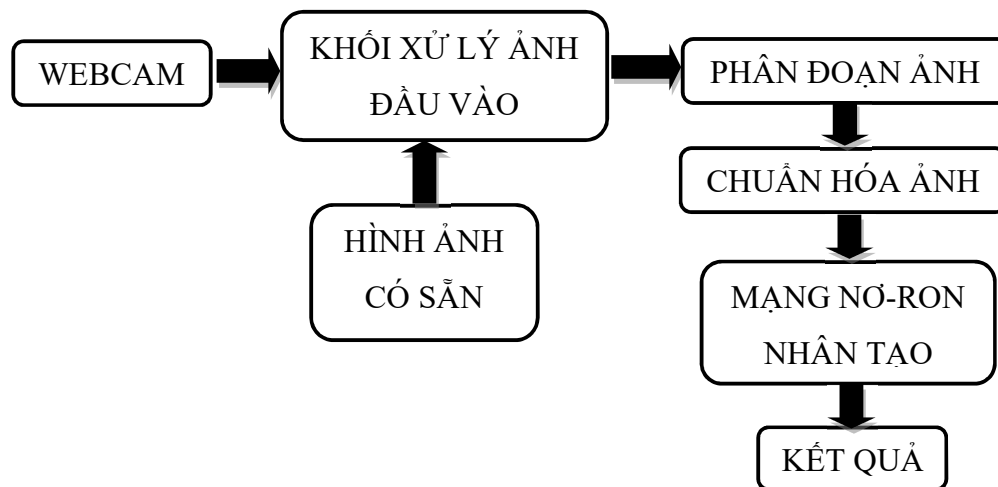 WEBCAM
KHỐI XỬ LÝ ẢNH
ĐẦU VÀO
HÌNH ẢNH
CÓ SẴN
PHÂN ĐOẠN ẢNH
CHUẨN HÓA ẢNH
MẠNG NƠ-RON
NHÂN TẠO
KẾT QUẢ